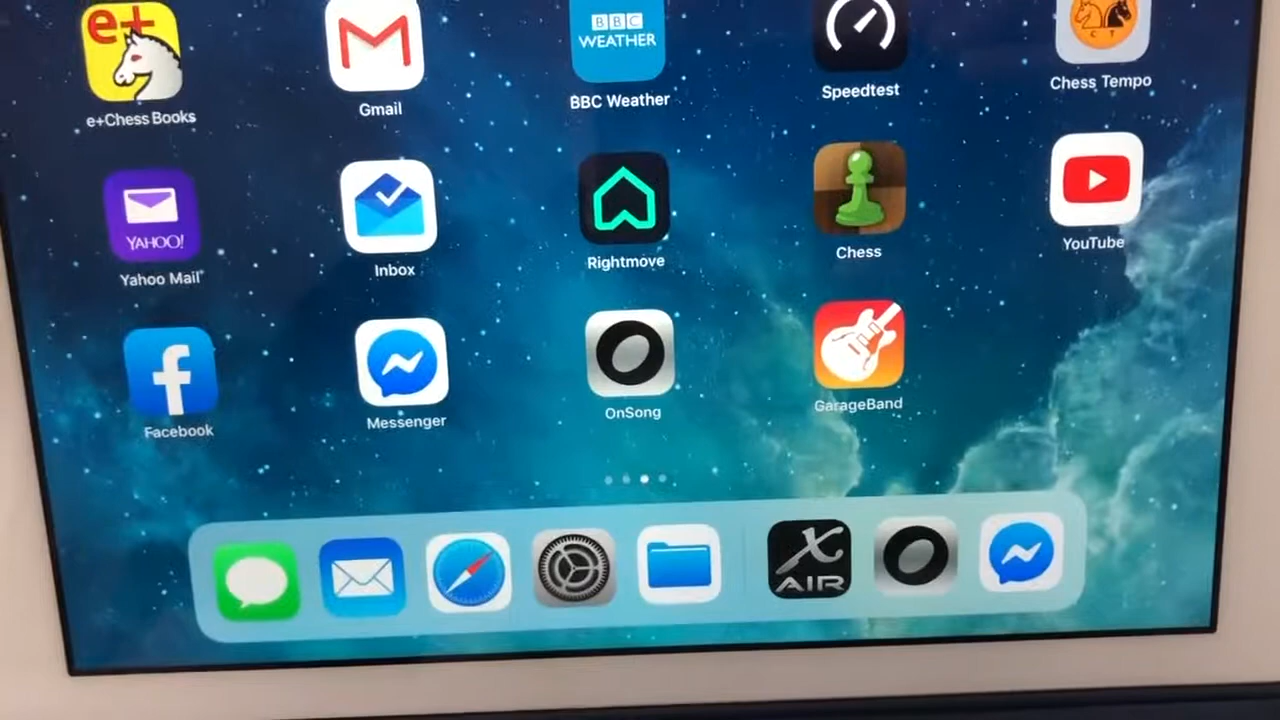 e+
BBC
WEATHER
C T
e+Chess Books
Gmail
BBC Weather
Speedtest
Chess Tempo
YAHOO!
Yahoo Mail
Inbox
Rightmove
Chess
YouTube
f
Facebook
Messenger
OnSong
GarageBand
X
AIR